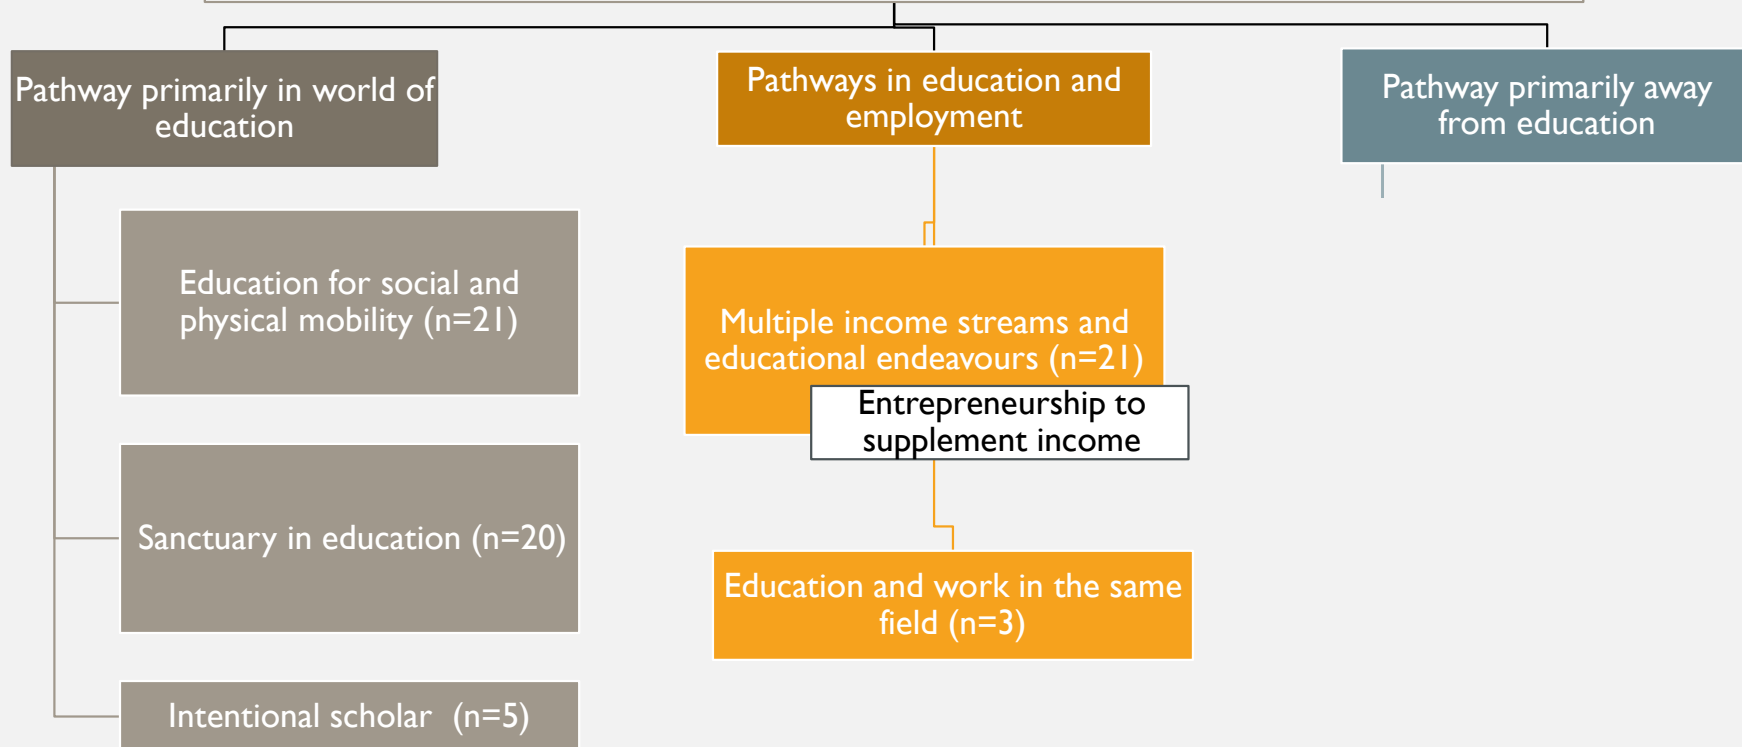 Pathway primarily in world of
education
Education for social and
physical mobility (n=21)
Sanctuary in education (n=20)
Intentional scholar (n=5)
Pathways in education and
employment
Multiple income streams and
educational endeavours (n=21)
Entrepreneurship to
supplement income
Education and work in the same
field (n=3)
Pathway primarily away
from education